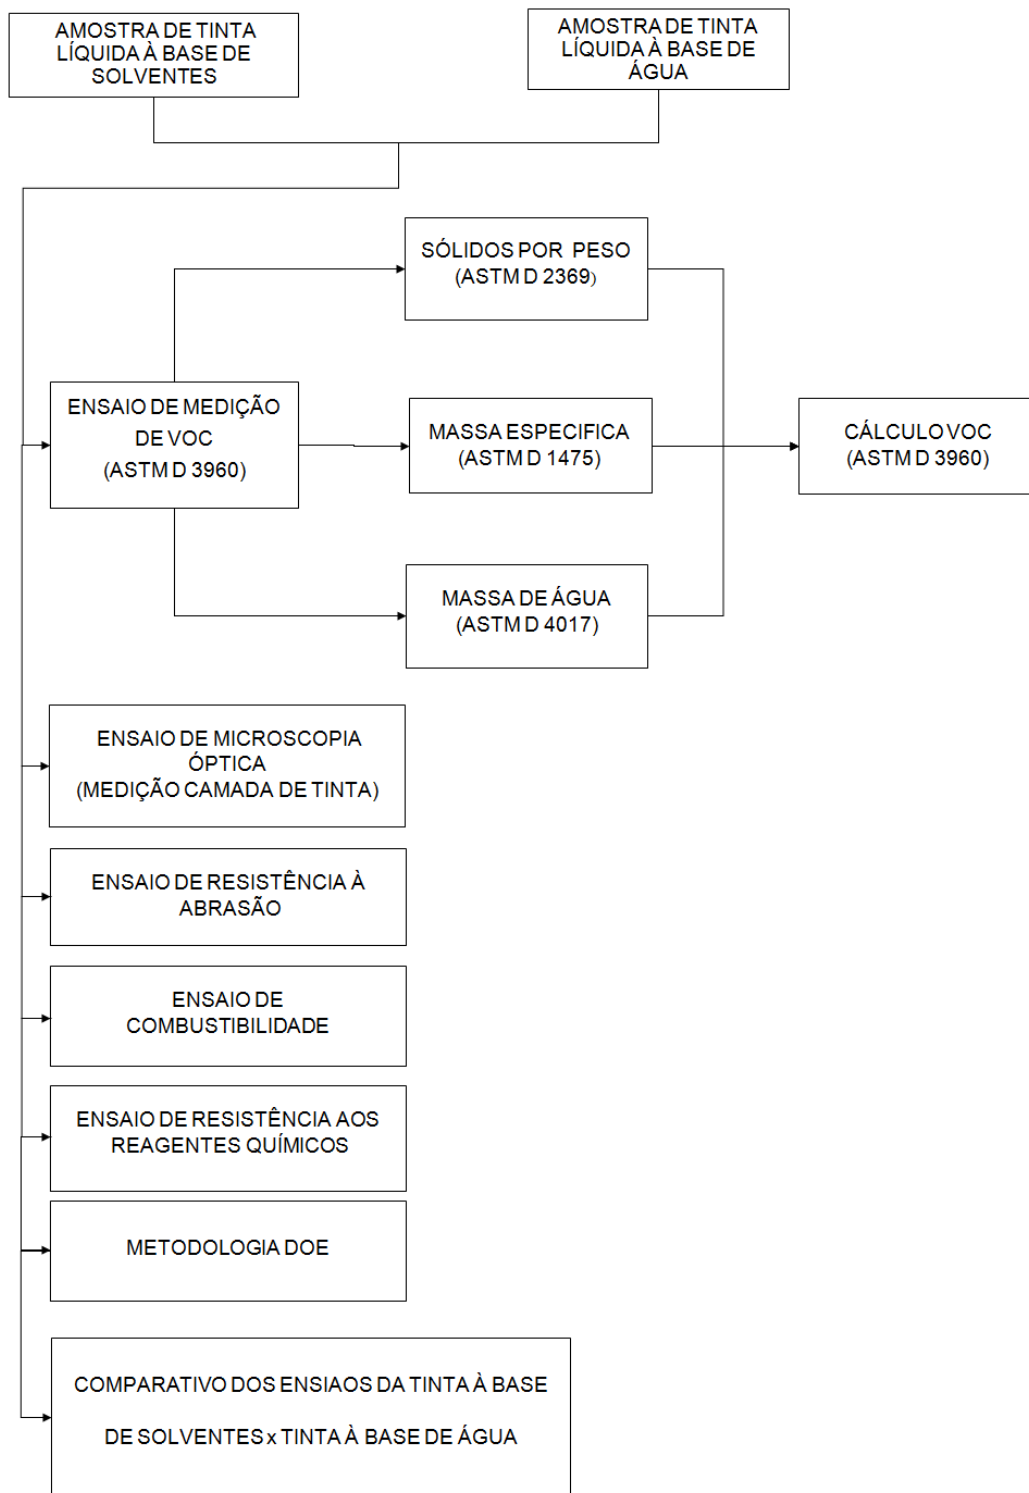 AMOSTRA DE TINTA
LÍQUIDA À BASE DE
SOLVENTES
AMOSTRA DE TINTA
LÍQUIDA À BASE DE
ÁGUA
SÓLIDOS POR PESO
(ASTM D 2369)
ENSAIO DE MEDIÇÃO
DE VOC
(ASTM D 3960)
MASSA ESPECIFICA
(ASTM D 1475)
CÁLCULO VOC
(ASTM D 3960)
MASSA DE ÁGUA
(ASTM D 4017)
ENSAIO DE MICROSCOPIA
ÓPTICA
(MEDIÇÃO CAMADA DE TINTA)
ENSAIO DE RESISTÊNCIA À
ABRASÃO
ENSAIO DE
COMBUSTIBILIDADE
ENSAIO DE RESISTÊNCIA AOS
REAGENTES QUÍMICOS
METODOLOGIA DOE
COMPARATIVO DOS ENSIAOS DA TINTA À BASE
DE SOLVENTES x TINTA À BASE DE ÁGUA